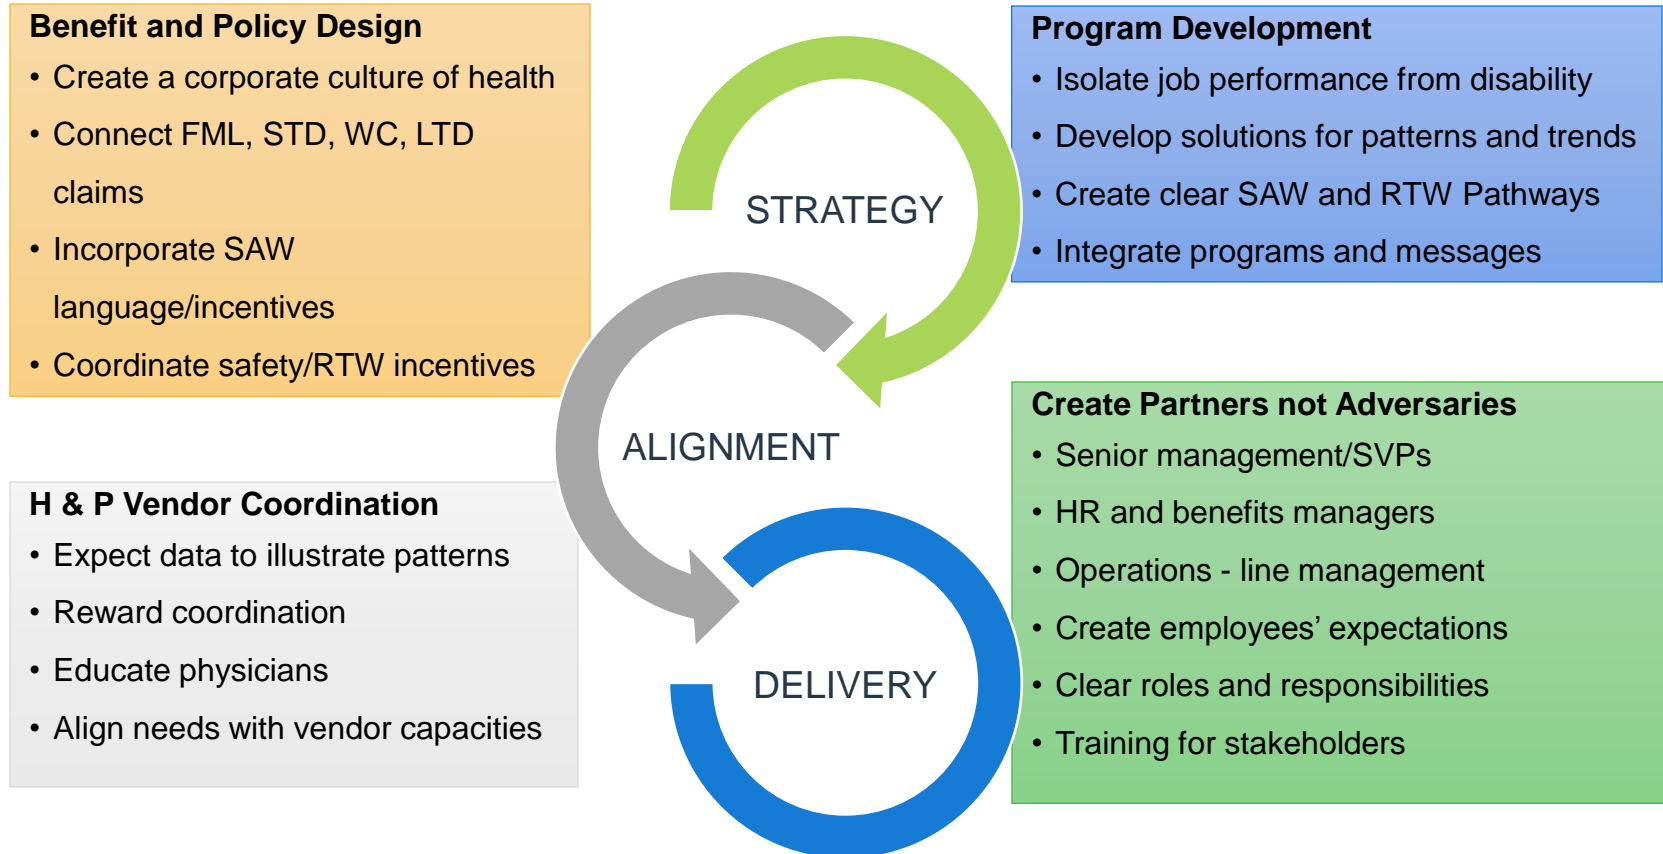 Benefit and Policy Design
• Create a corporate culture of health
• Connect FML, STD, WC, LTD
claims
• Incorporate SAW
language/incentives
• Coordinate safety/RTW incentives
Program Development
• Isolate job performance from disability
• Develop solutions for patterns and trends
• Create clear SAW and RTW Pathways
• Integrate programs and messages
STRATEGY
ALIGNMENT
DELIVERY
H & P Vendor Coordination
• Expect data to illustrate patterns
• Reward coordination
• Educate physicians
• Align needs with vendor capacities
Create Partners not Adversaries
• Senior management/SVPs
• HR and benefits managers
• Operations - line management
• Create employees’ expectations
• Clear roles and responsibilities
• Training for stakeholders